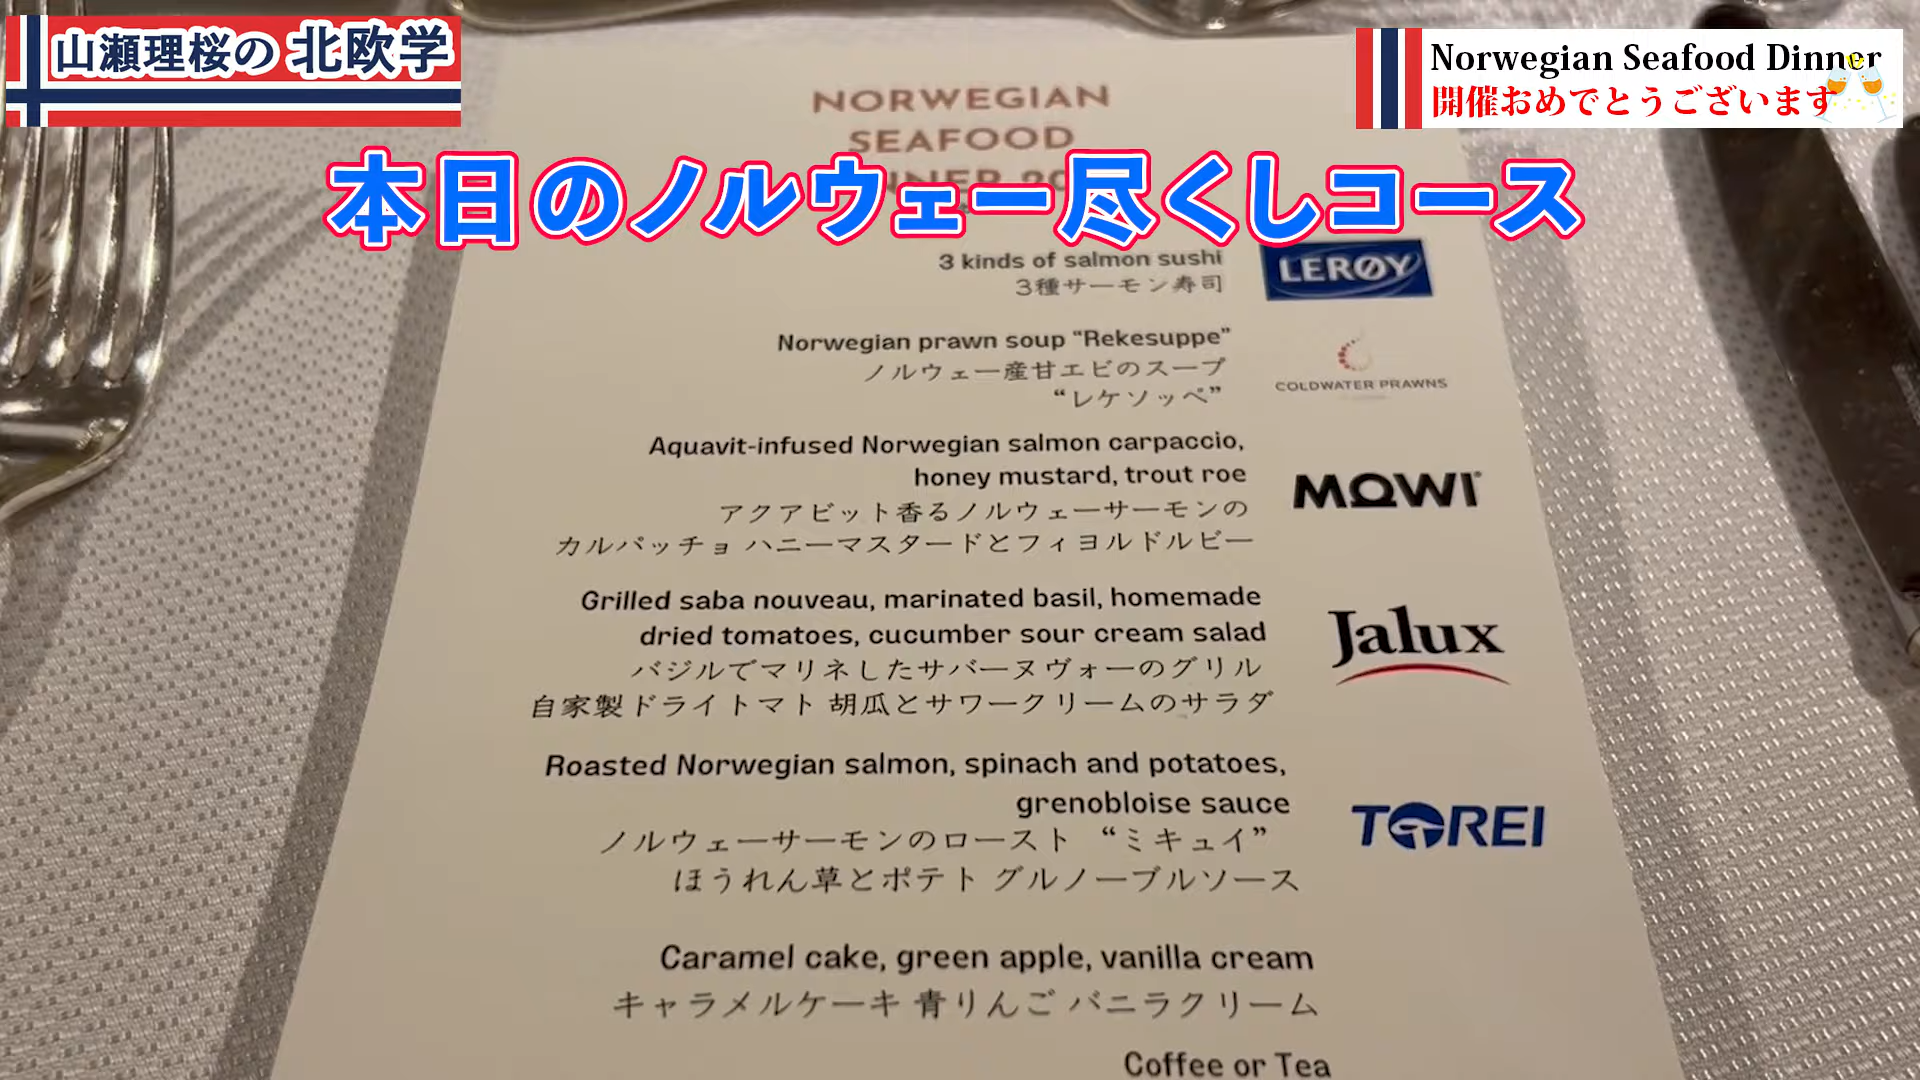 山瀬理桜の 北欧学
Norwegian Seafood Dinner
開催おめでとうございます
NORWEGIAN
SEAFOOD
本日のノルウェー尽くしコース
3 kinds of salmon sushi
3種サーモン寿司
LERØY
Norwegian prawn soup “Rekesuppe”
ノルウェー産甘エビのスープ
“レケソッペ”
COLDWATER PRAWNS
Aquavit-infused Norwegian salmon carpaccio,
honey mustard, trout roe
アクアビット香るノルウェーサーモンの
カルパッチョ ハニーマスタードとフィヨルドルビー
MOWI
Grilled saba nouveau, marinated basil, homemade
dried tomatoes, cucumber sour cream salad
バジルでマリネしたサバーヌヴォーのグリル
自家製ドライトマト 胡瓜とサワークリームのサラダ
Jalux
Roasted Norwegian salmon, spinach and potatoes,
grenobloise sauce
ノルウェーサーモンのロースト “ミキュイ”
ほうれん草とポテト グルノーブルソース
TOREI
Caramel cake, green apple, vanilla cream
キャラメルケーキ 青りんご バニラクリーム
Coffee or Tea